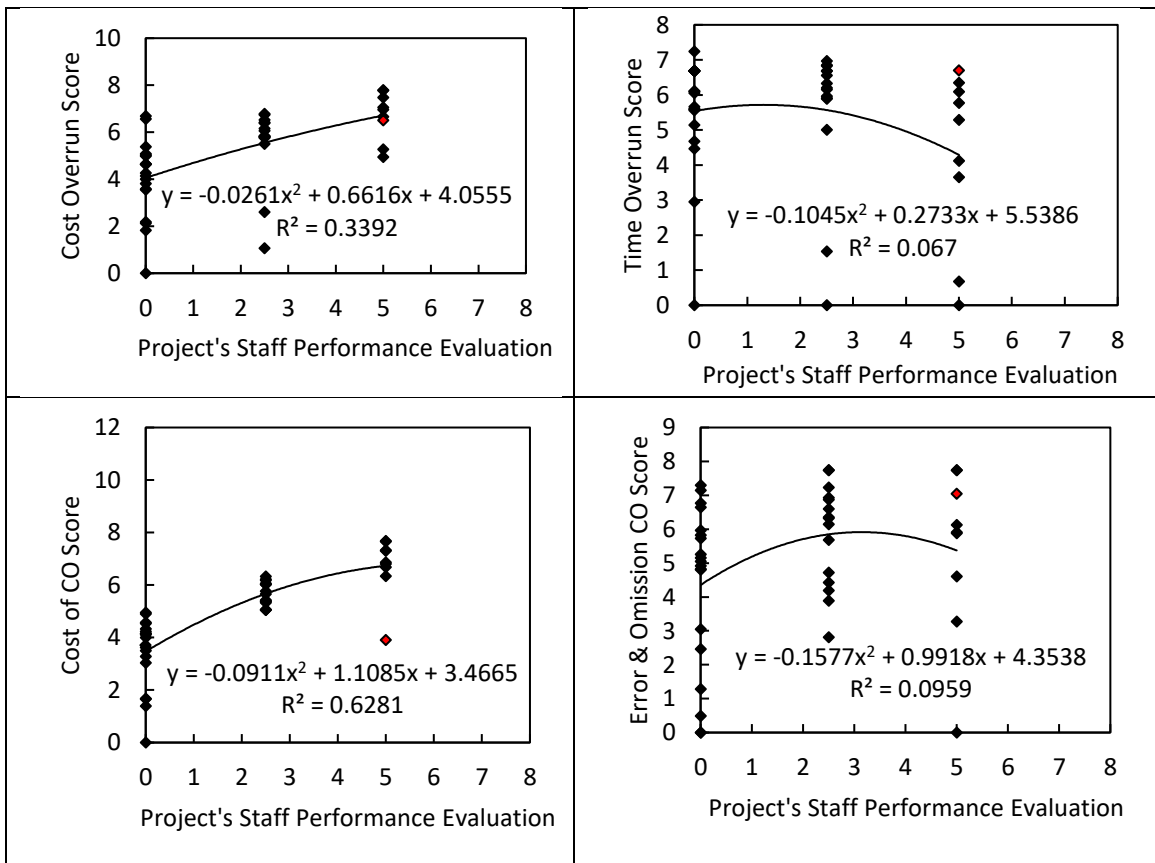 Cost Overrun Score
10
8
6
4
2
0
y = -0.0261x² + 0.6616x + 4.0555
R² = 0.3392
0 1 2 3 4 5 6 7 8
Project's Staff Performance Evaluation
Time Overrun Score
8
7
6
5
4
3
2
1
0
y = -0.1045x² + 0.2733x + 5.5386
R² = 0.067
0 1 2 3 4 5 6 7 8
Project's Staff Performance Evaluation
Cost of CO Score
12
10
8
6
4
2
0
y = -0.0911x² + 1.1085x + 3.4665
R² = 0.6281
0 1 2 3 4 5 6 7 8
Project's Staff Performance Evaluation
Error & Omission CO Score
9
8
7
6
5
4
3
2
1
0
y = -0.1577x² + 0.9918x + 4.3538
R² = 0.0959
0 1 2 3 4 5 6 7 8
Project's Staff Performance Evaluation